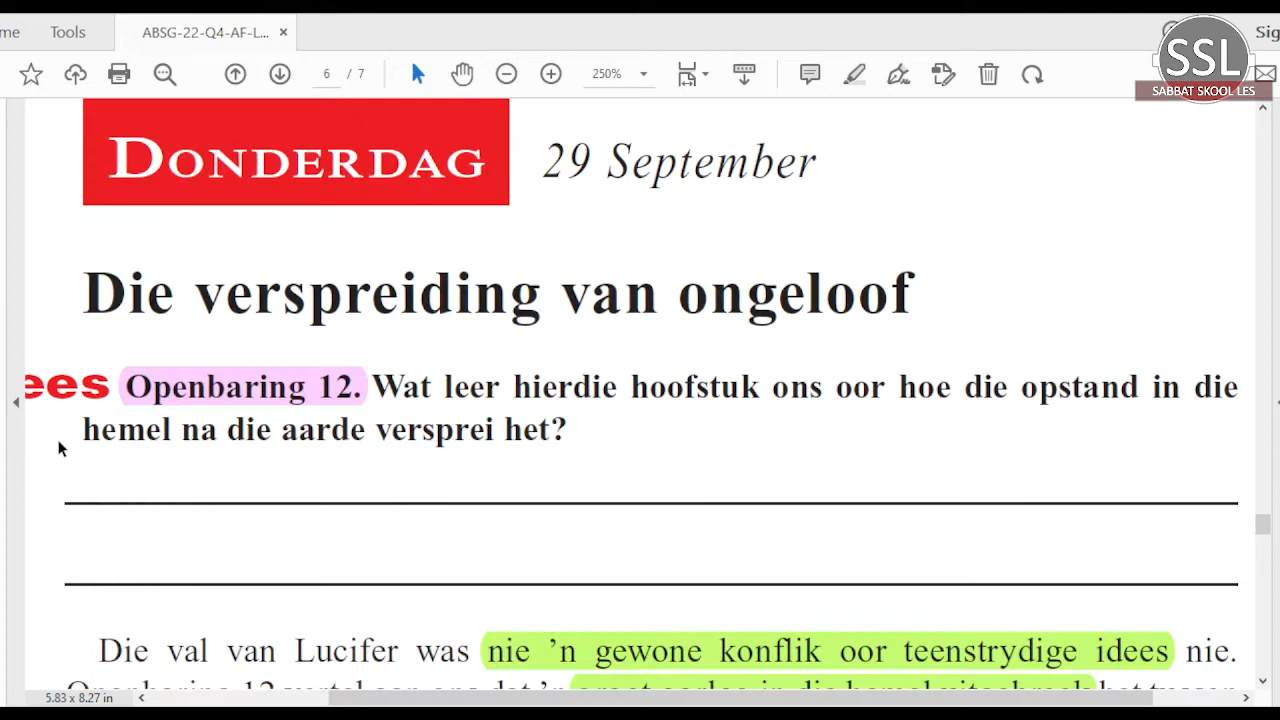 me Tools ABSG-22-Q4-AF-L... × Sig
6 / 7 250%
SSL
SABBAT SKOOL LES
DONDERDAG 29 September
Die verspreiding van ongeloof
ees Openbaring 12. Wat leer hierdie hoofstuk ons oor hoe die opstand in die
hemel na die aarde versprei het?
Die val van Lucifer was nie ’n gewone konflik oor teenstrydige idees nie.
5.83 x 8.27 in